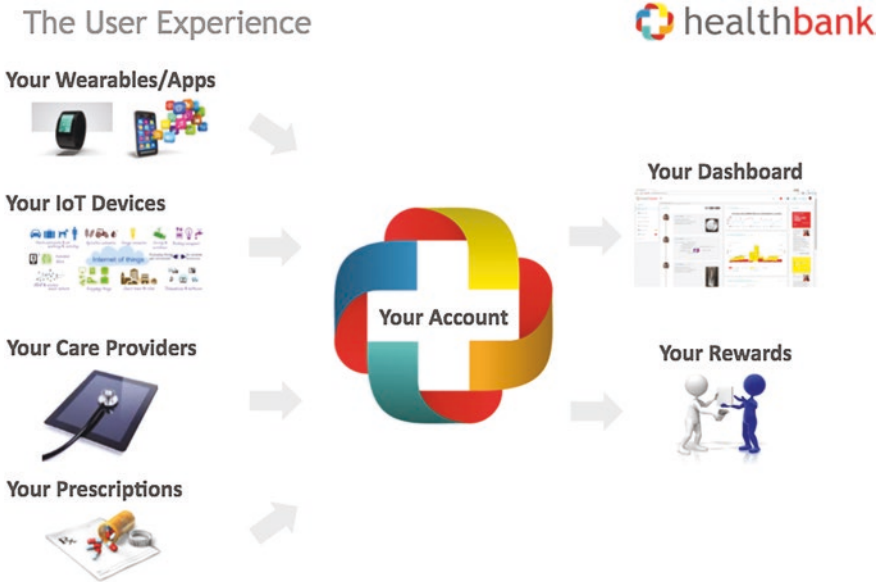 The User Experience
healthbank
Your Wearables/Apps
Your IoT Devices
Internet of things
Your Care Providers
Your Prescriptions
Your Account
Your Dashboard
Your Rewards